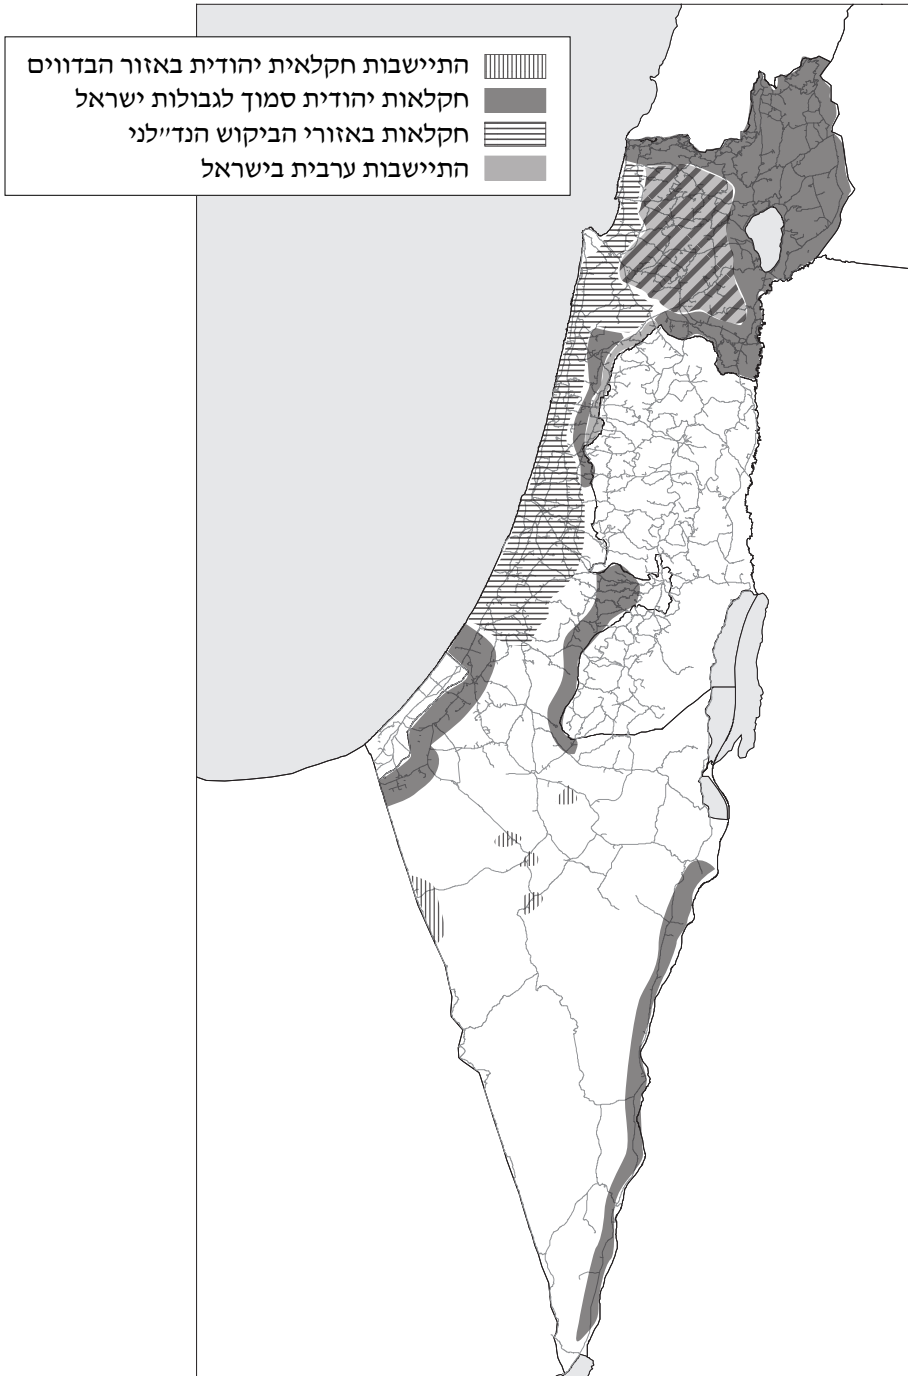 התיישבות חקלאית יהודית באזור הבדווים
חקלאות יהודית סמוך לגבולות ישראל
חקלאות באזורי הביקוש הנד״לני
התיישבות ערבית בישראל